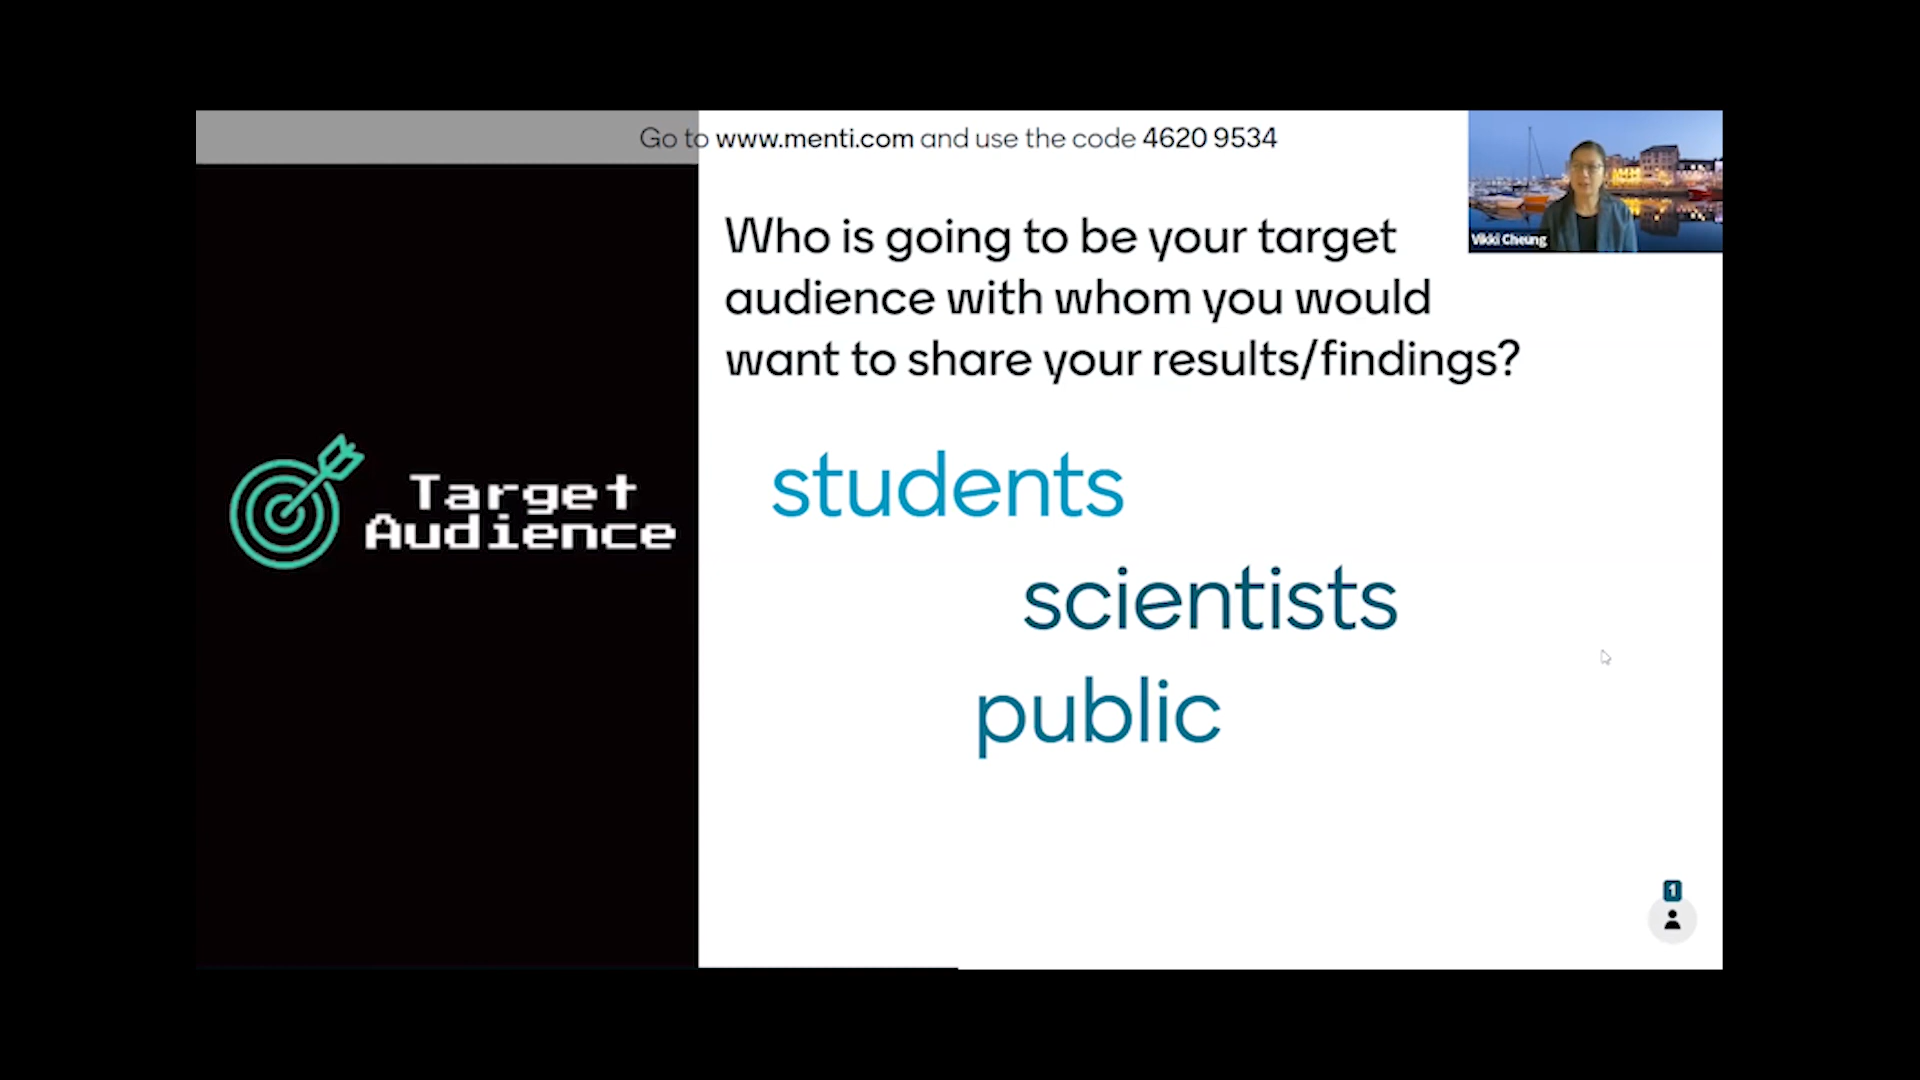 Go to www.menti.com and use the code 4620 9534
Vikki Cheung
Who is going to be your target
audience with whom you would
want to share your results/findings?
Target
Audience
students
scientists
public
1